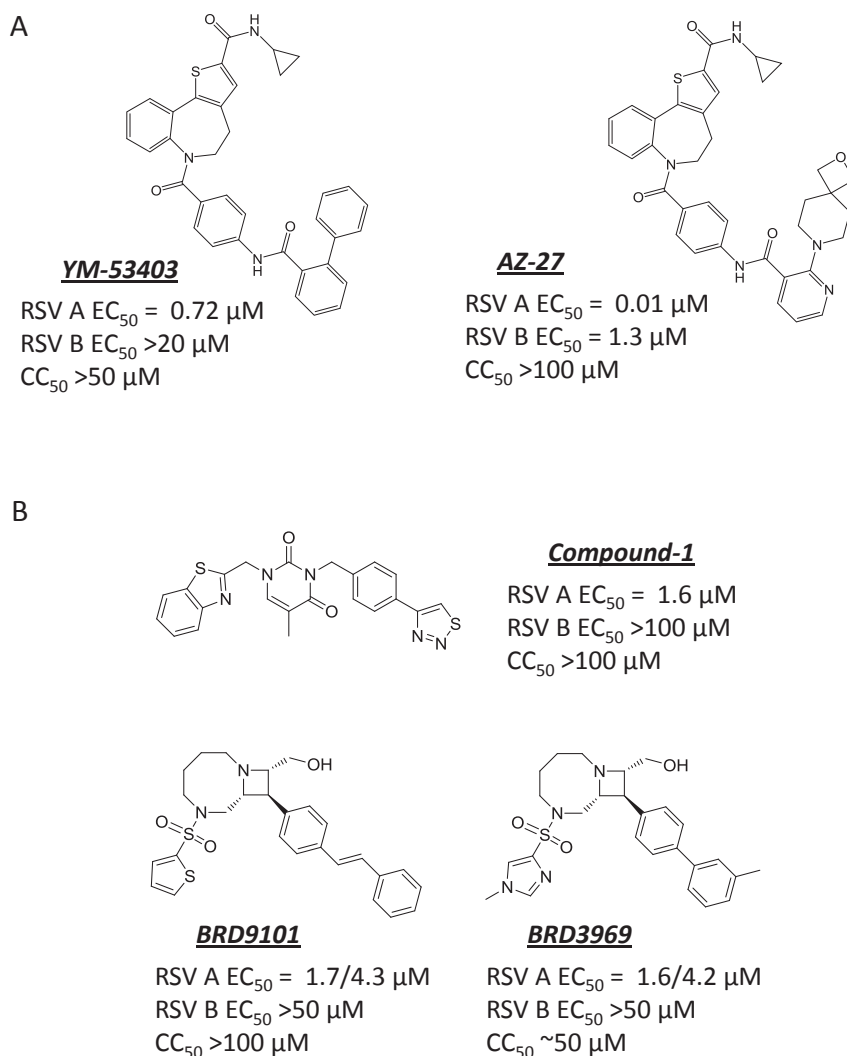 A
YM-53403
RSV A EC50 = 0.72 µM
RSV B EC50 >20 µM
CC50 >50 µM
AZ-27
RSV A EC50 = 0.01 µM
RSV B EC50 = 1.3 µM
CC50 >100 µM
B
Compound-1
RSV A EC50 = 1.6 µM
RSV B EC50 >100 µM
CC50 >100 µM
BRD9101
RSV A EC50 = 1.7/4.3 µM
RSV B EC50 >50 µM
CC50 >100 µM
BRD3969
RSV A EC50 = 1.6/4.2 µM
RSV B EC50 >50 µM
CC50 ~50 µM